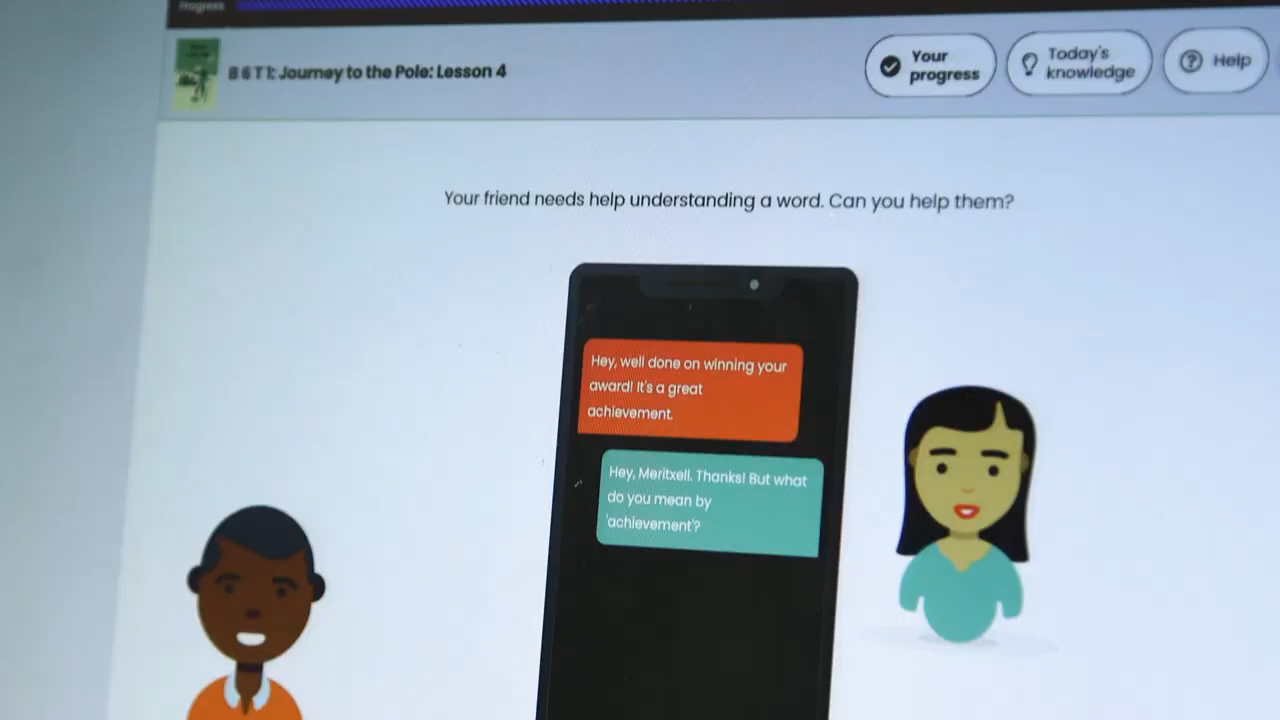 Progress
B 6 T 1: Journey to the Pole: Lesson 4
Your
progress
Today's
knowledge
Help
Your friend needs help understanding a word. Can you help them?
Hey, well done on winning your
award! It's a great
achievement.
Hey, Meritxell. Thanks! But what
do you mean by
'achievement'?